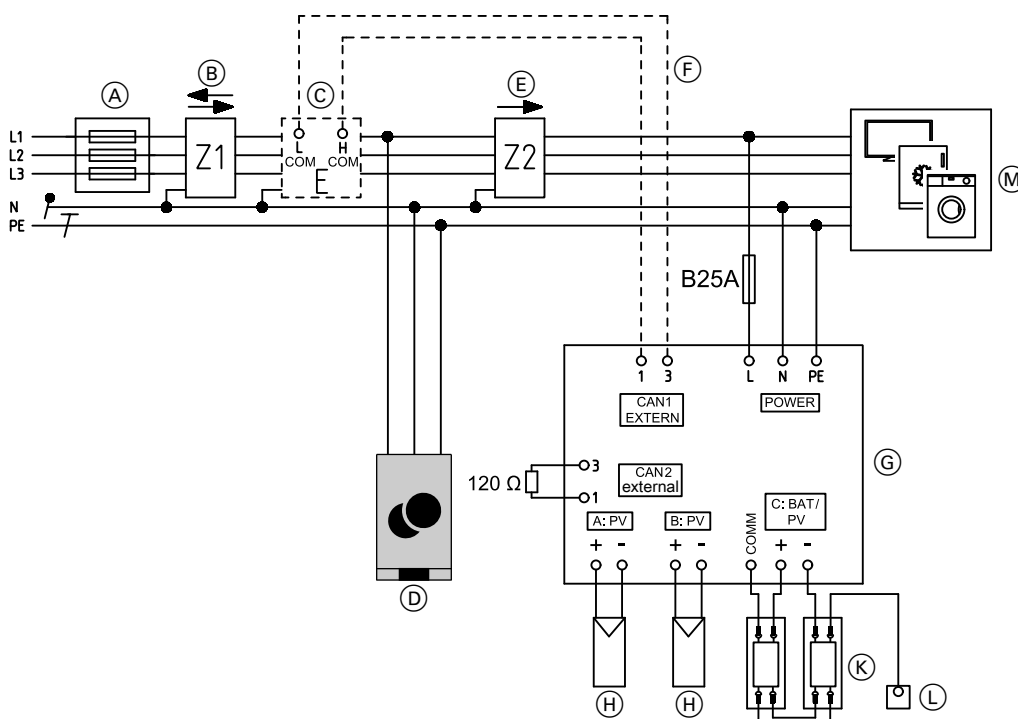 A
B
C
E
F
L1
L2
L3
N
PE
Z1
L
H
COM
COM
E
Z2
N
M
B25A
1
3
L
N
PE
CAN1
EXTERN
POWER
G
120 Ω
3
1
CAN2
external
A: PV
B: PV
COMM
C: BAT/
PV
+
-
+
-
+
-
D
H
H
K
L